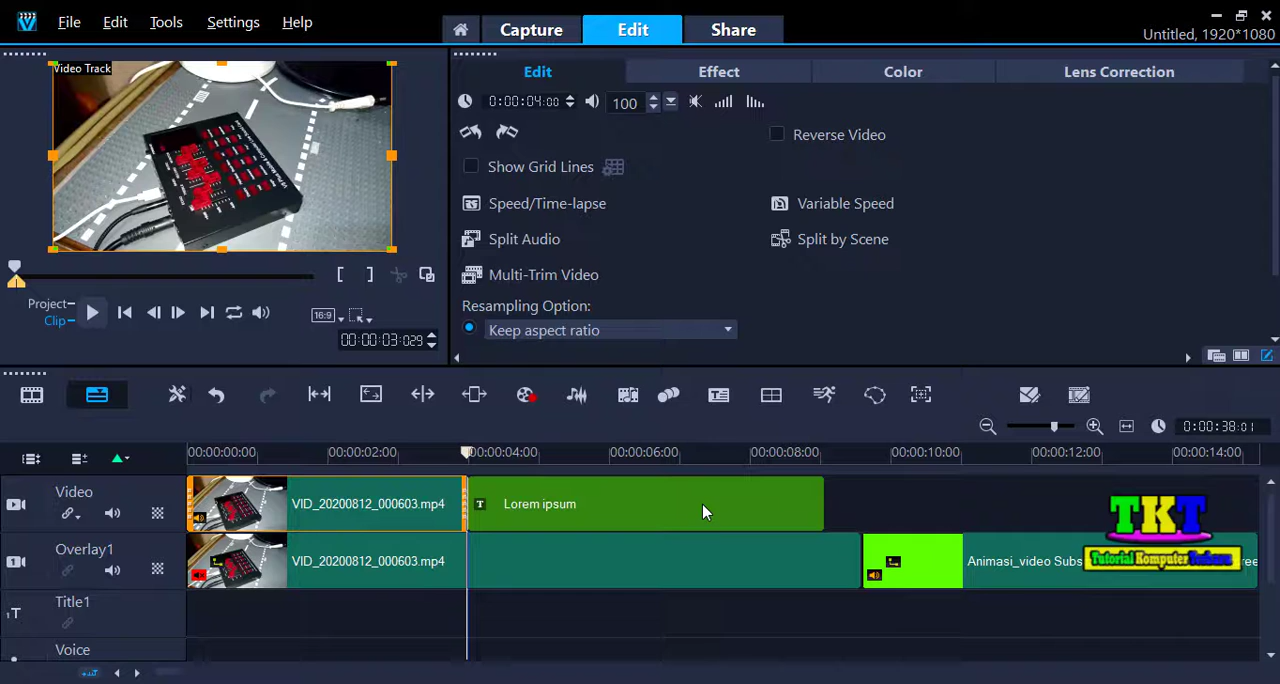 File Edit Tools Settings Help
Capture Edit Share
Untitled, 1920*1080
Video Track
Edit Effect Color Lens Correction
0:00:04:00 100
Reverse Video
Show Grid Lines
Speed/Time-lapse Variable Speed
Split Audio Split by Scene
Multi-Trim Video
Resampling Option:
Keep aspect ratio
Project
Clip
16:9
00:00:03:029
0:00:38:01
00:00:00:00 00:00:02:00 00:00:04:00 00:00:06:00 00:00:08:00 00:00:10:00 00:00:12:00 00:00:14:00
Video
VID_20200812_000603.mp4
T Lorem ipsum
TKT
Tutorial Komputer Terbaru
Overlay1
VID_20200812_000603.mp4
Animasi_video Subs
Title1
Voice